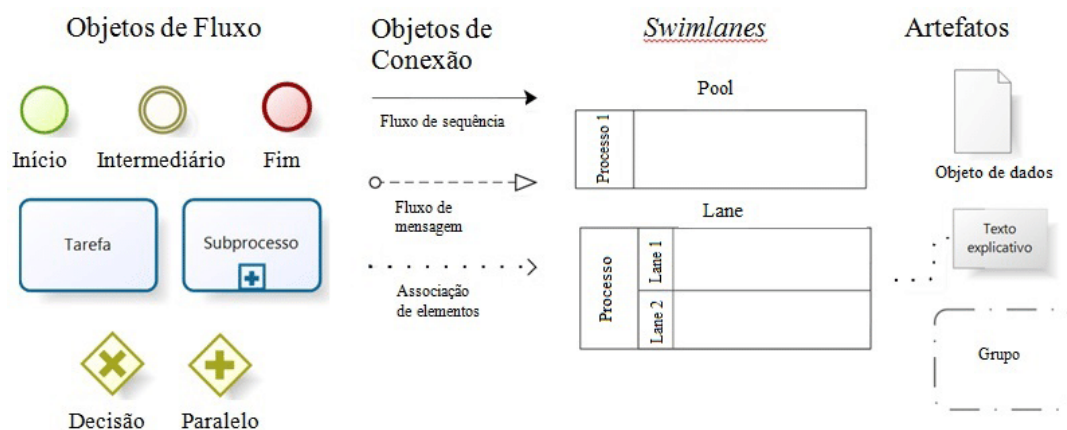 Objetos de Fluxo
Início
Intermediário
Fim
Tarefa
Subprocesso
Decisão
Paralelo
Objetos de
Conexão
Fluxo de sequência
Fluxo de
mensagem
Associação
de elementos
Swimlanes
Pool
Processo 1
Lane
Processo
Lane 1
Lane 2
Artefatos
Objeto de dados
Texto
explicativo
Grupo